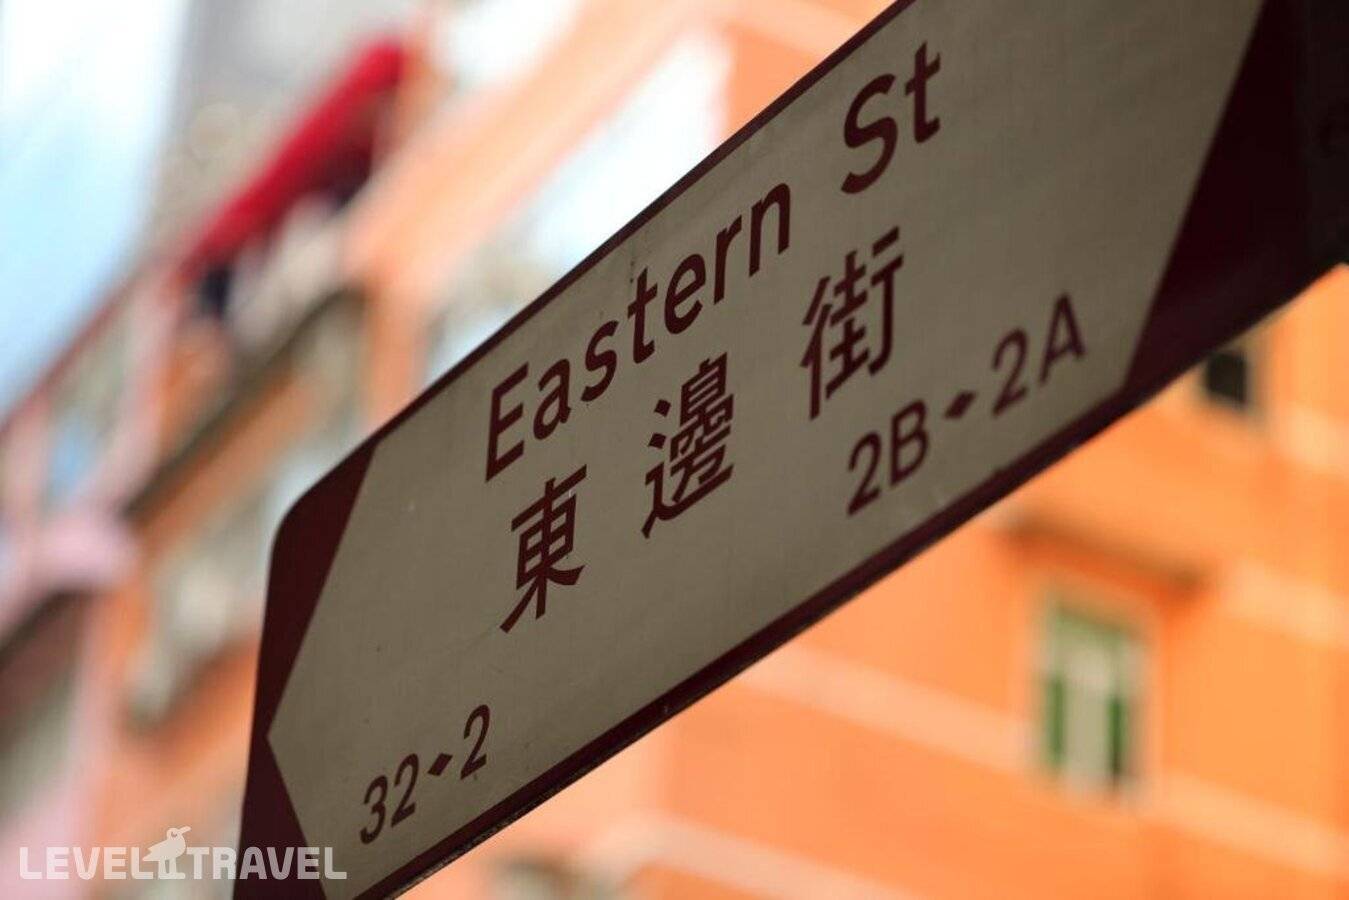 Eastern St
東邊街
32◆2
2B◆2A
LEVEL TRAVEL